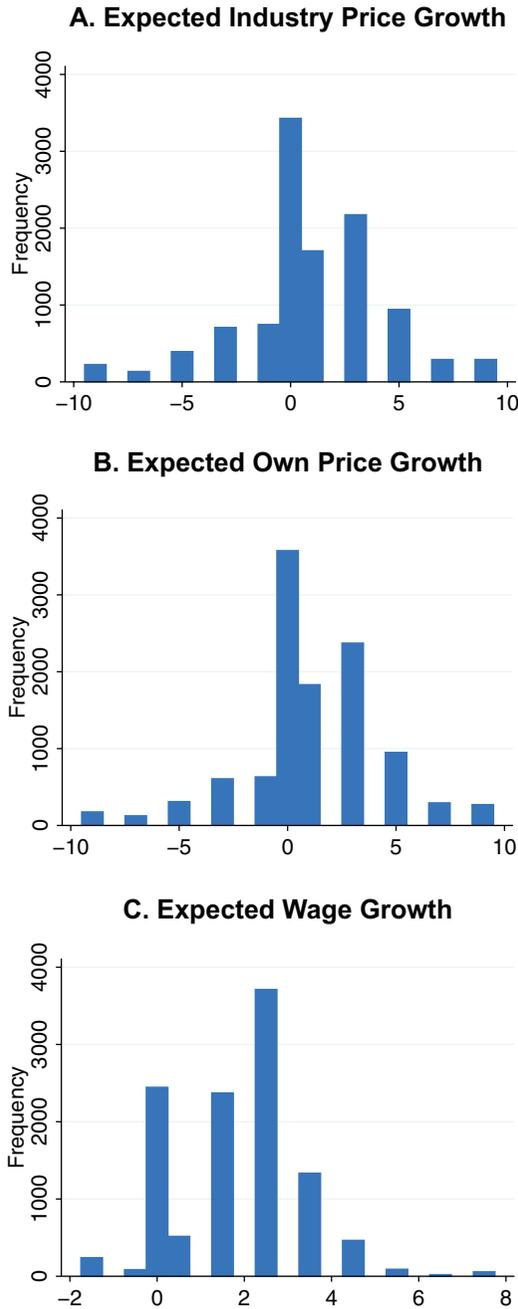 A. Expected Industry Price Growth
Frequency
4000
3000
2000
1000
0
−10 −5 0 5 10
B. Expected Own Price Growth
Frequency
4000
3000
2000
1000
0
−10 −5 0 5 10
C. Expected Wage Growth
Frequency
4000
3000
2000
1000
0
−2 0 2 4 6 8